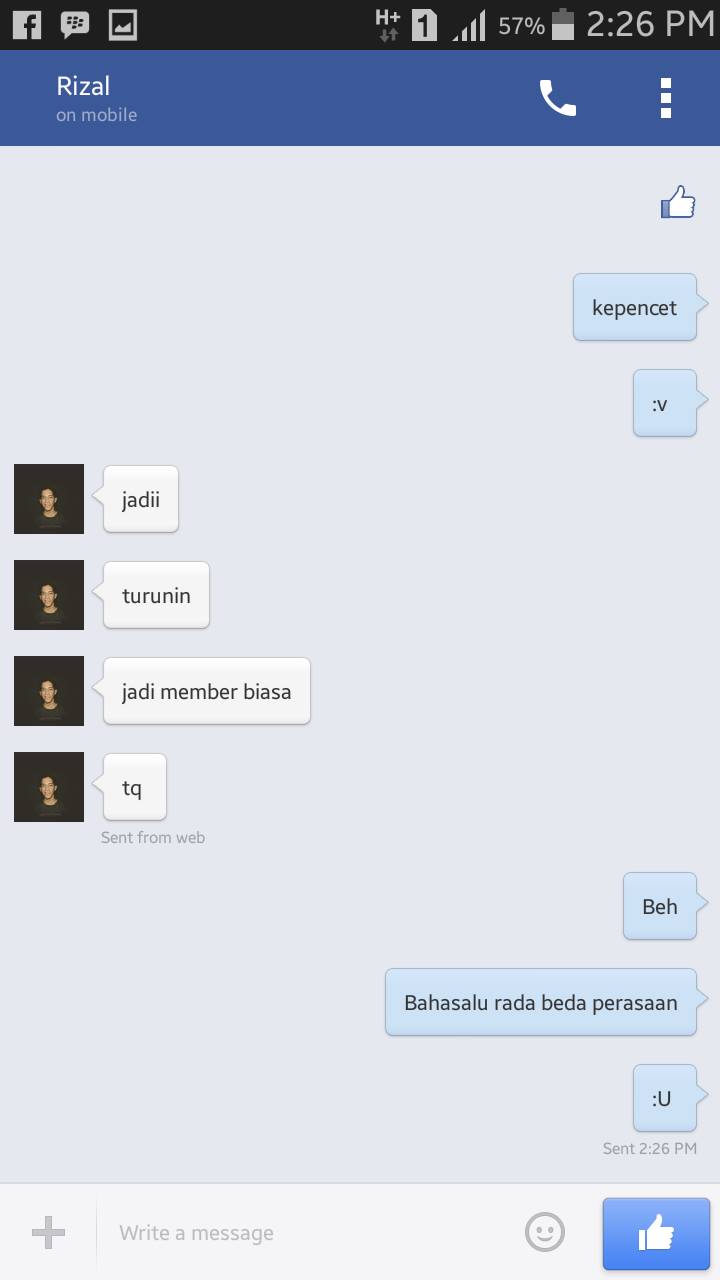 H+ 1 57% 2:26 PM
Rizal
on mobile
kepencet
:v
jadii
turunin
jadi member biasa
tq
Sent from web
Beh
Bahasalu rada beda perasaan
:U
Sent 2:26 PM
Write a message